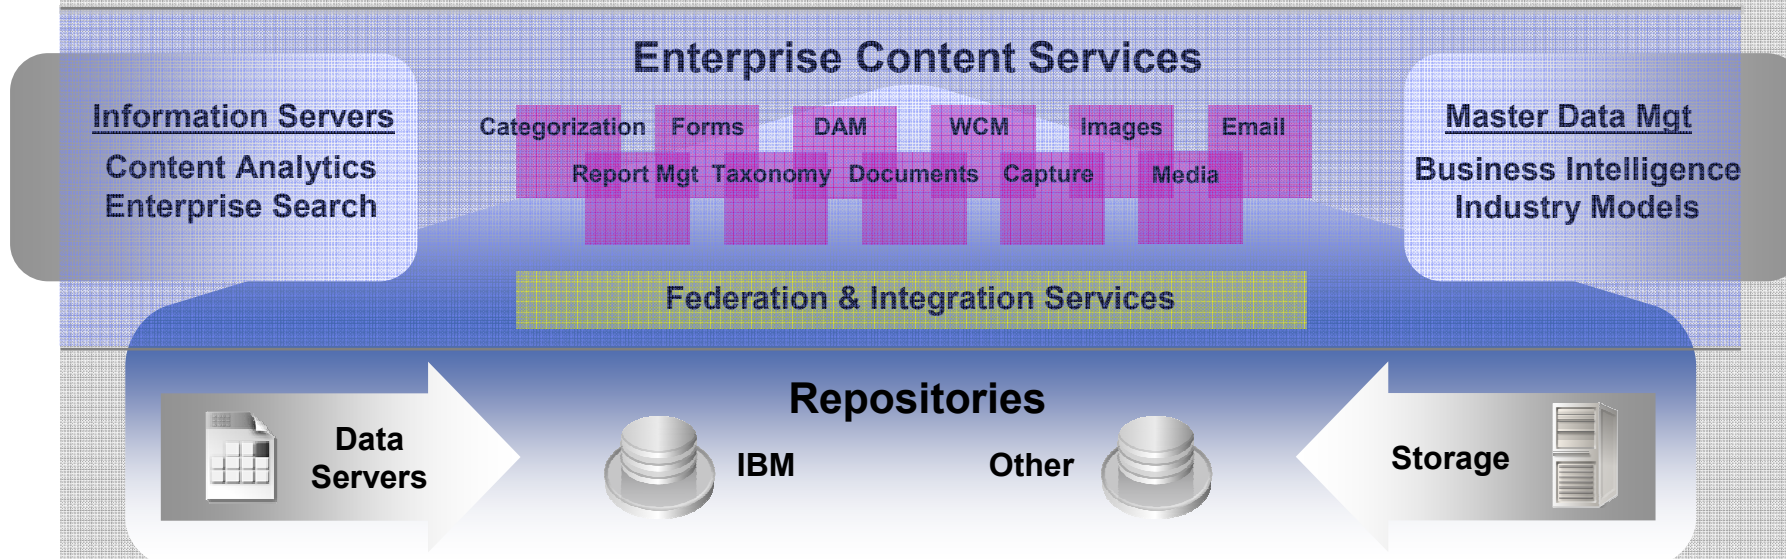 Enterprise Content Services
Information Servers
Content Analytics
Enterprise Search
Categorization Forms DAM WCM Images Email
Report Mgt Taxonomy Documents Capture Media
Master Data Mgt
Business Intelligence
Industry Models
Federation & Integration Services
Repositories
Data
Servers
IBM
Other
Storage